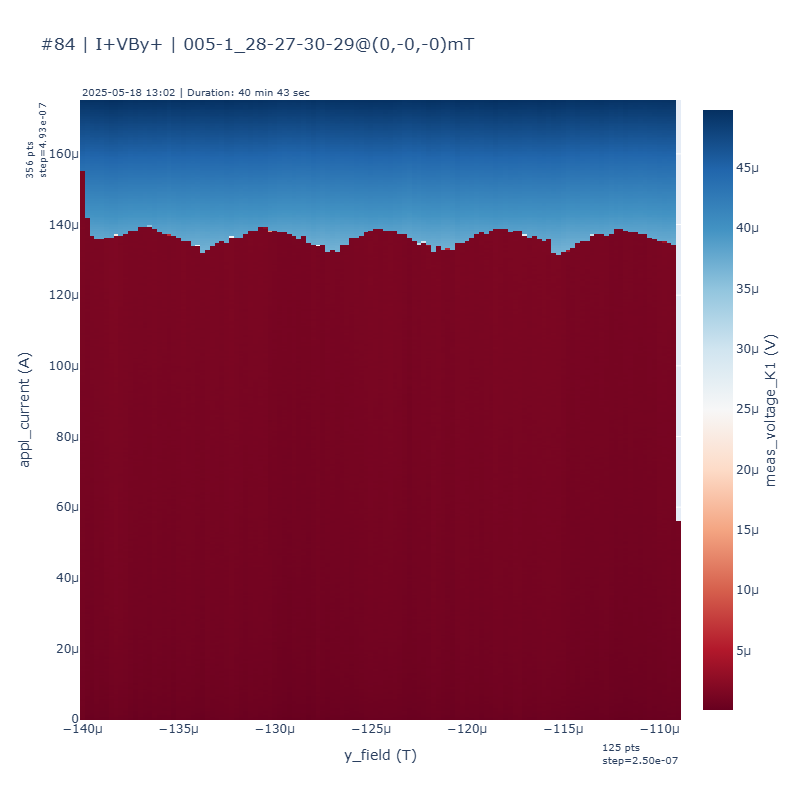 #84 | I+VBy+ | 005-1_28-27-30-29@(0,-0,-0)mT
2025-05-18 13:02 | Duration: 40 min 43 sec
356 pts
step=4.93e-07
160μ
140μ
120μ
100μ
80μ
60μ
40μ
20μ
0
appl_current (A)
−140μ
−135μ
−130μ
−125μ
−120μ
−115μ
−110μ
y_field (T)
125 pts
step=2.50e-07
45μ
40μ
35μ
30μ
25μ
20μ
15μ
10μ
5μ
meas_voltage_K1 (V)